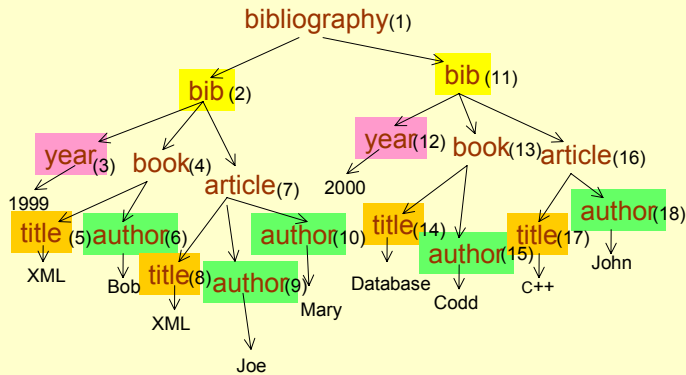 bibliography(1)
bib(2)
bib(11)
year(3)
book(4)
article(7)
year(12)
book(13)
article(16)
1999
2000
title(5)
author(6)
title(8)
author(9)
author(10)
title(14)
author(15)
title(17)
author(18)
XML
Bob
XML
Joe
Mary
Database
Codd
C++
John